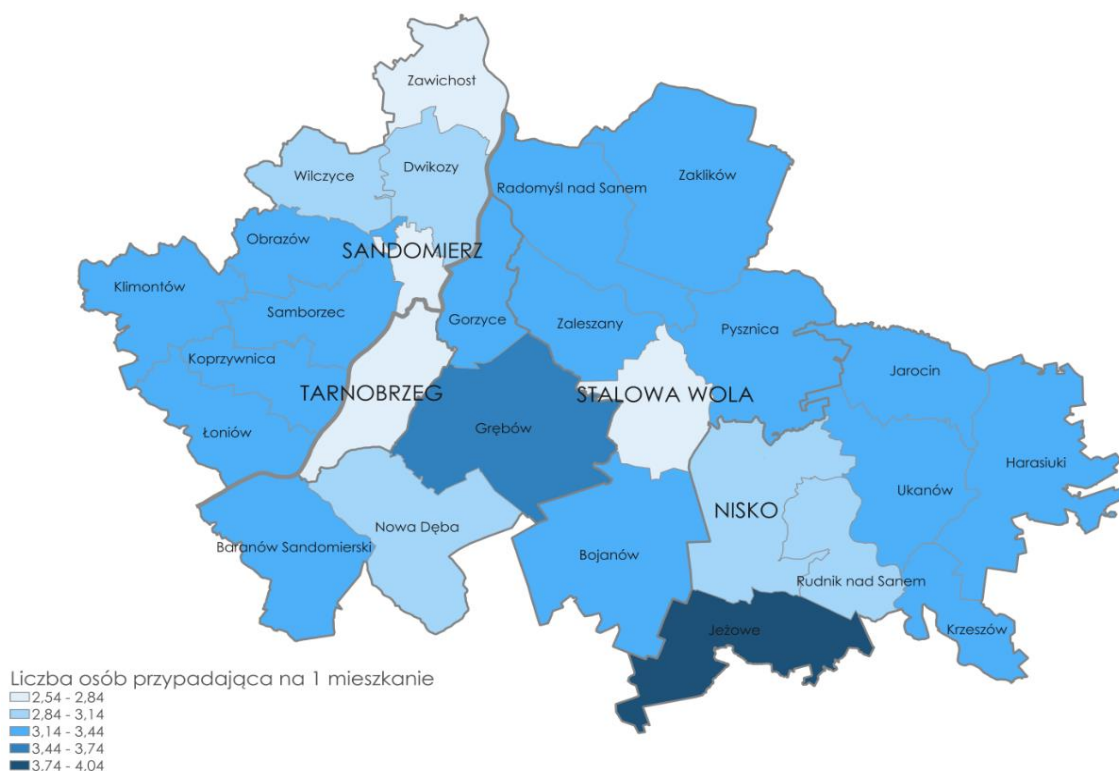 Zawichost
Dwikozy
Wilczyce
Radomyśl nad Sanem
Zaklików
Obrazów
SANDOMIERZ
Klimontów
Samborzec
Gorzyce
Zaleszany
Pysznica
Koprzywnica
Jarocin
TARNOBRZEG
STALOWA WOLA
Łoniów
Grębów
Harasiuki
Ukanów
NISKO
Nowa Dęba
Baranów Sandomierski
Bojanów
Rudnik nad Sanem
Jeżowe
Krzeszów
Liczba osób przypadająca na 1 mieszkanie
2,54 - 2,84
2,84 - 3,14
3,14 - 3,44
3,44 - 3,74
3,74 - 4,04